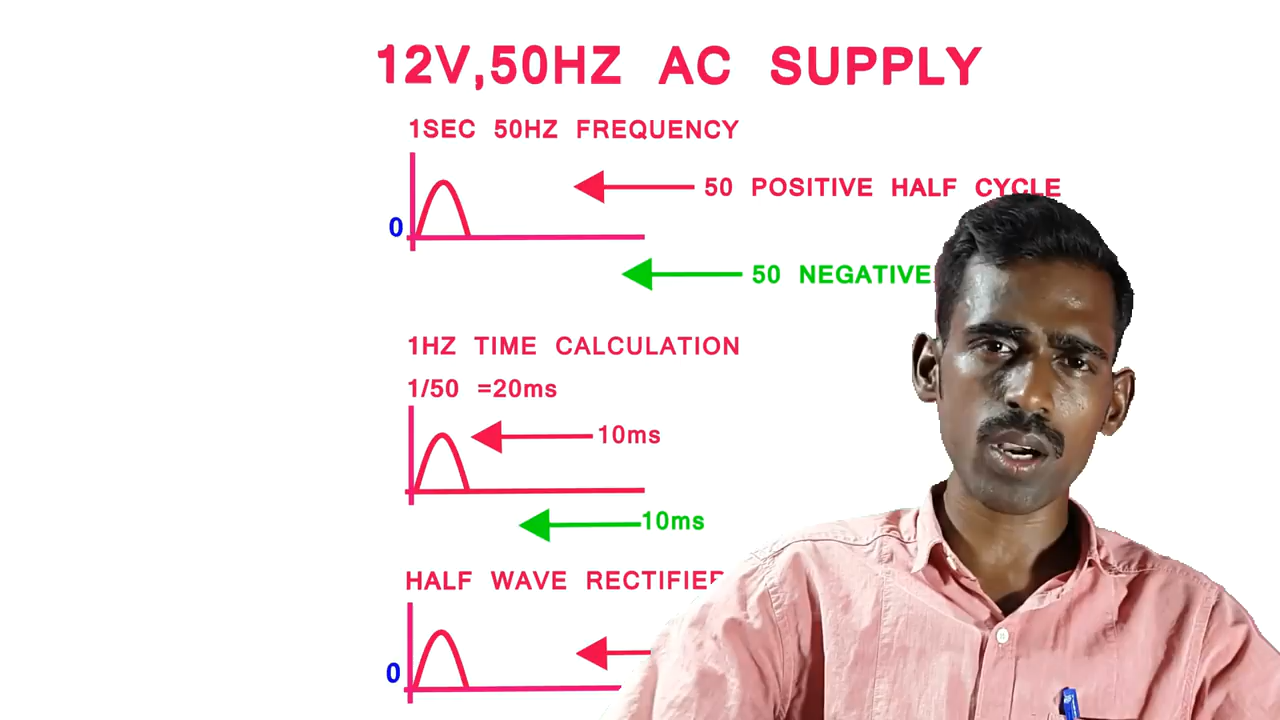 12V,50HZ AC SUPPLY
1SEC 50HZ FREQUENCY
50 POSITIVE HALF CYCLE
0
50 NEGATIVE
1HZ TIME CALCULATION
1/50 =20ms
10ms
10ms
HALF WAVE RECTIFIER
0